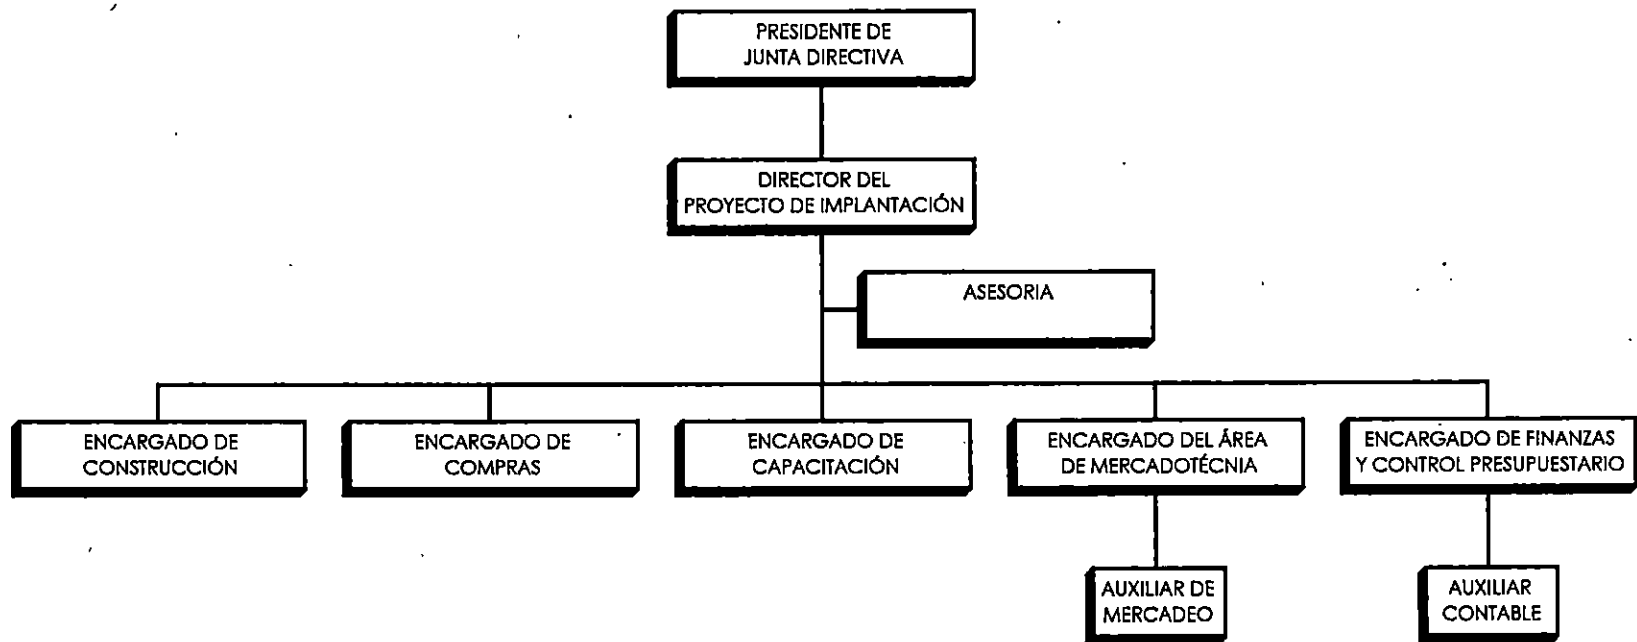 PRESIDENTE DE
JUNTA DIRECTIVA
DIRECTOR DEL
PROYECTO DE IMPLANTACIÓN
ASESORIA
ENCARGADO DE
CONSTRUCCIÓN
ENCARGADO DE
COMPRAS
ENCARGADO DE
CAPACITACIÓN
ENCARGADO DEL ÁREA
DE MERCADOTÉCNIA
ENCARGADO DE FINANZAS
Y CONTROL PRESUPUESTARIO
AUXILIAR DE
MERCADEO
AUXILIAR
CONTABLE